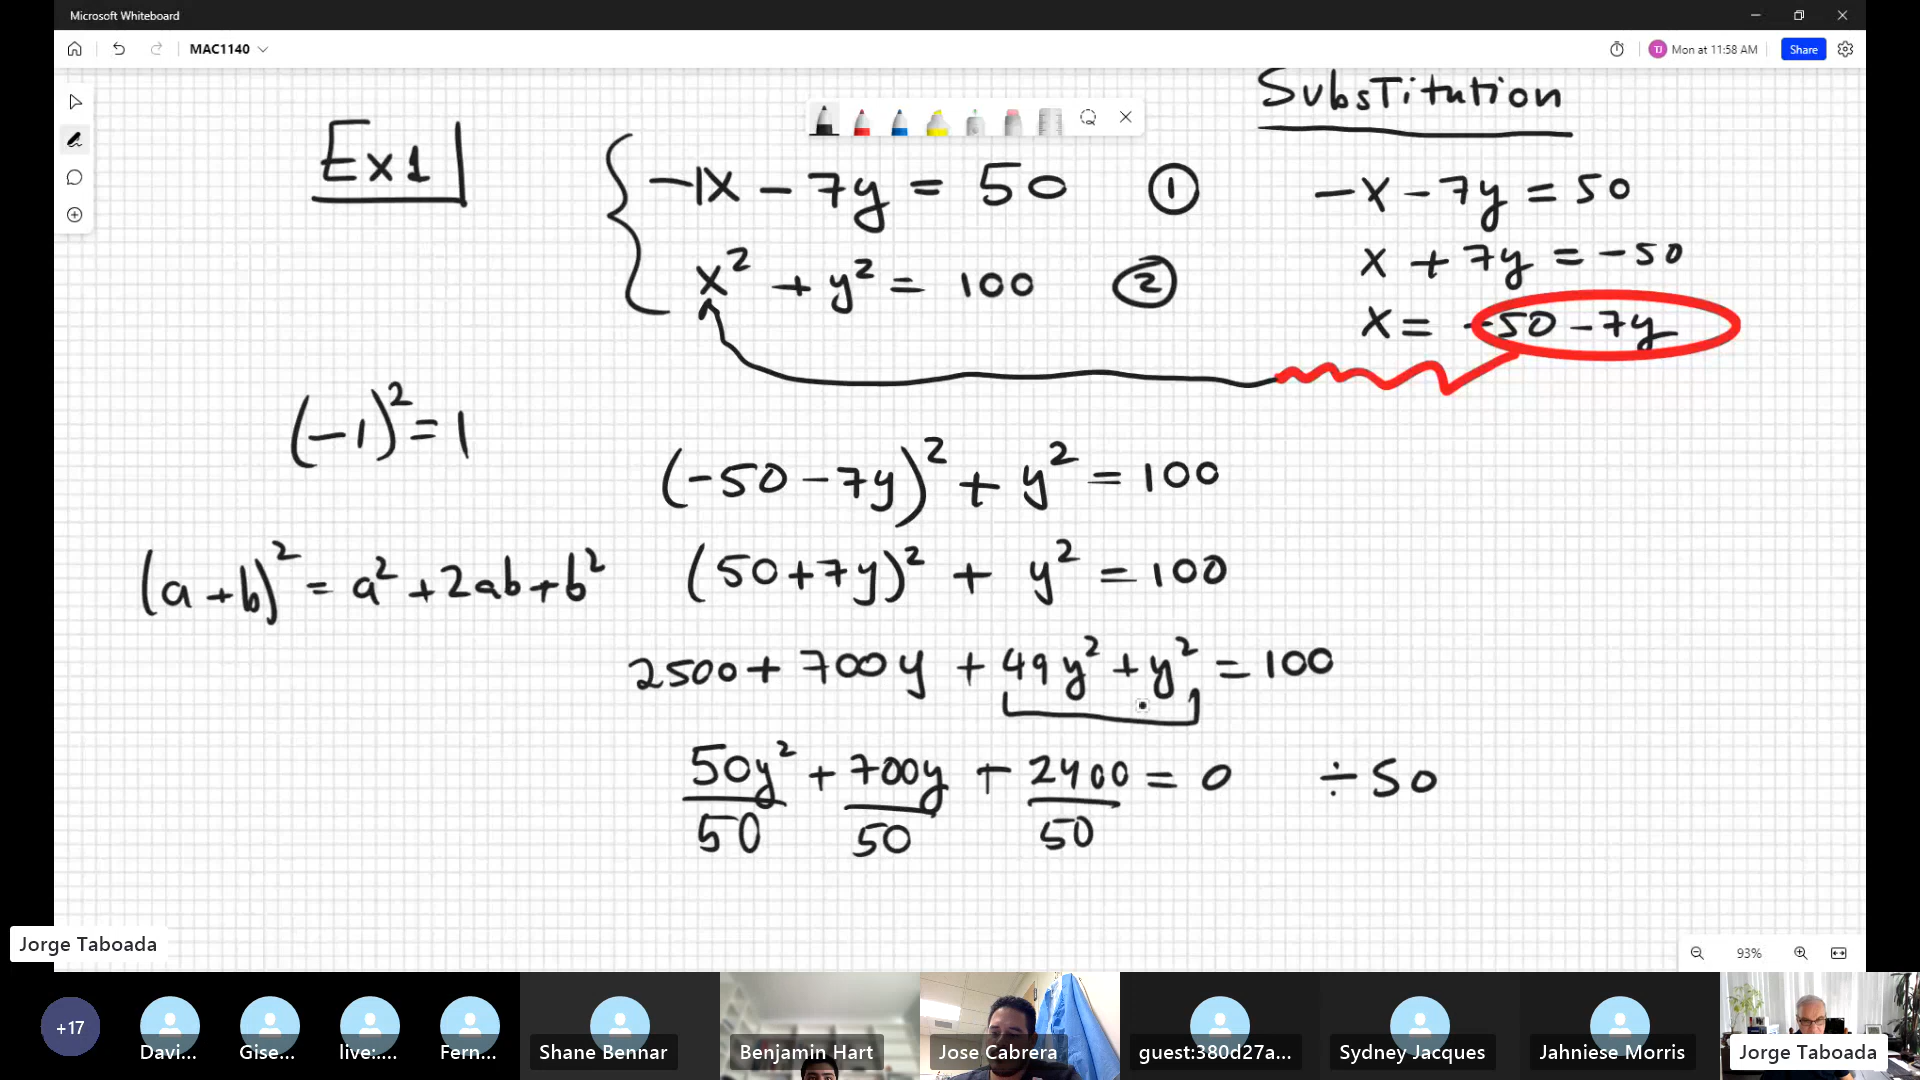 Microsoft Whiteboard
MAC1140
TJ Mon at 11:58 AM Share
Substitution
Ex1
-1x - 7y = 50 ①
x² + y² = 100 ②
-x - 7y = 50
x + 7y = -50
x = -50 - 7y
(-1)² = 1
(-50 - 7y)² + y² = 100
(a + b)² = a² + 2ab + b²
(50 + 7y)² + y² = 100
2500 + 700y + 49y² + y² = 100
50y²/50 + 700y/50 + 2400/50 = 0 ÷ 50
Jorge Taboada
93%
+17
Davi...
Gise...
live:....
Fern...
Shane Bennar
Benjamin Hart
Jose Cabrera
guest:380d27a...
Sydney Jacques
Jahniese Morris
Jorge Taboada